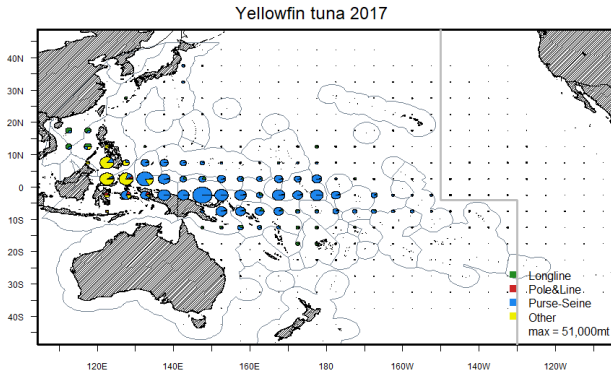 Yellowfin tuna 2017
40N
30N
20N
10N
0
10S
20S
30S
40S
Longline
Pole&Line
Purse-Seine
Other
max = 51,000mt
120E 140E 160E 180 160W 140W 120W